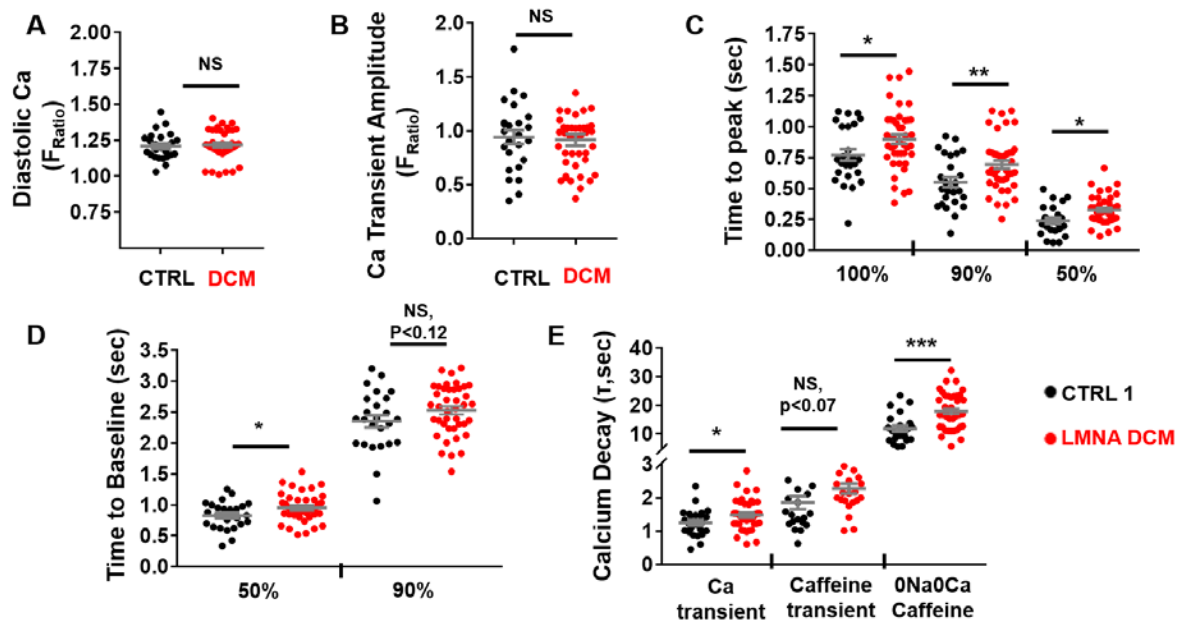 A
Diastolic Ca
(FRatio)
2.00
1.75
1.50
1.25
1.00
0.75
NS
CTRL DCM
B
Ca Transient Amplitude
(FRatio)
2.0
1.5
1.0
0.5
0.0
NS
CTRL DCM
C
Time to peak (sec)
1.75
1.50
1.25
1.00
0.75
0.50
0.25
0.00
*
**
*
100% 90% 50%
D
Time to Baseline (sec)
3.5
3.0
2.5
2.0
1.5
1.0
0.5
0.0
*
NS,
P<0.12
50% 90%
E
Calcium Decay (τ,sec)
40
30
20
10
3
2
1
0
*
NS,
p<0.07
***
Ca Caffeine 0Na0Ca
transient transient Caffeine
CTRL 1
LMNA DCM